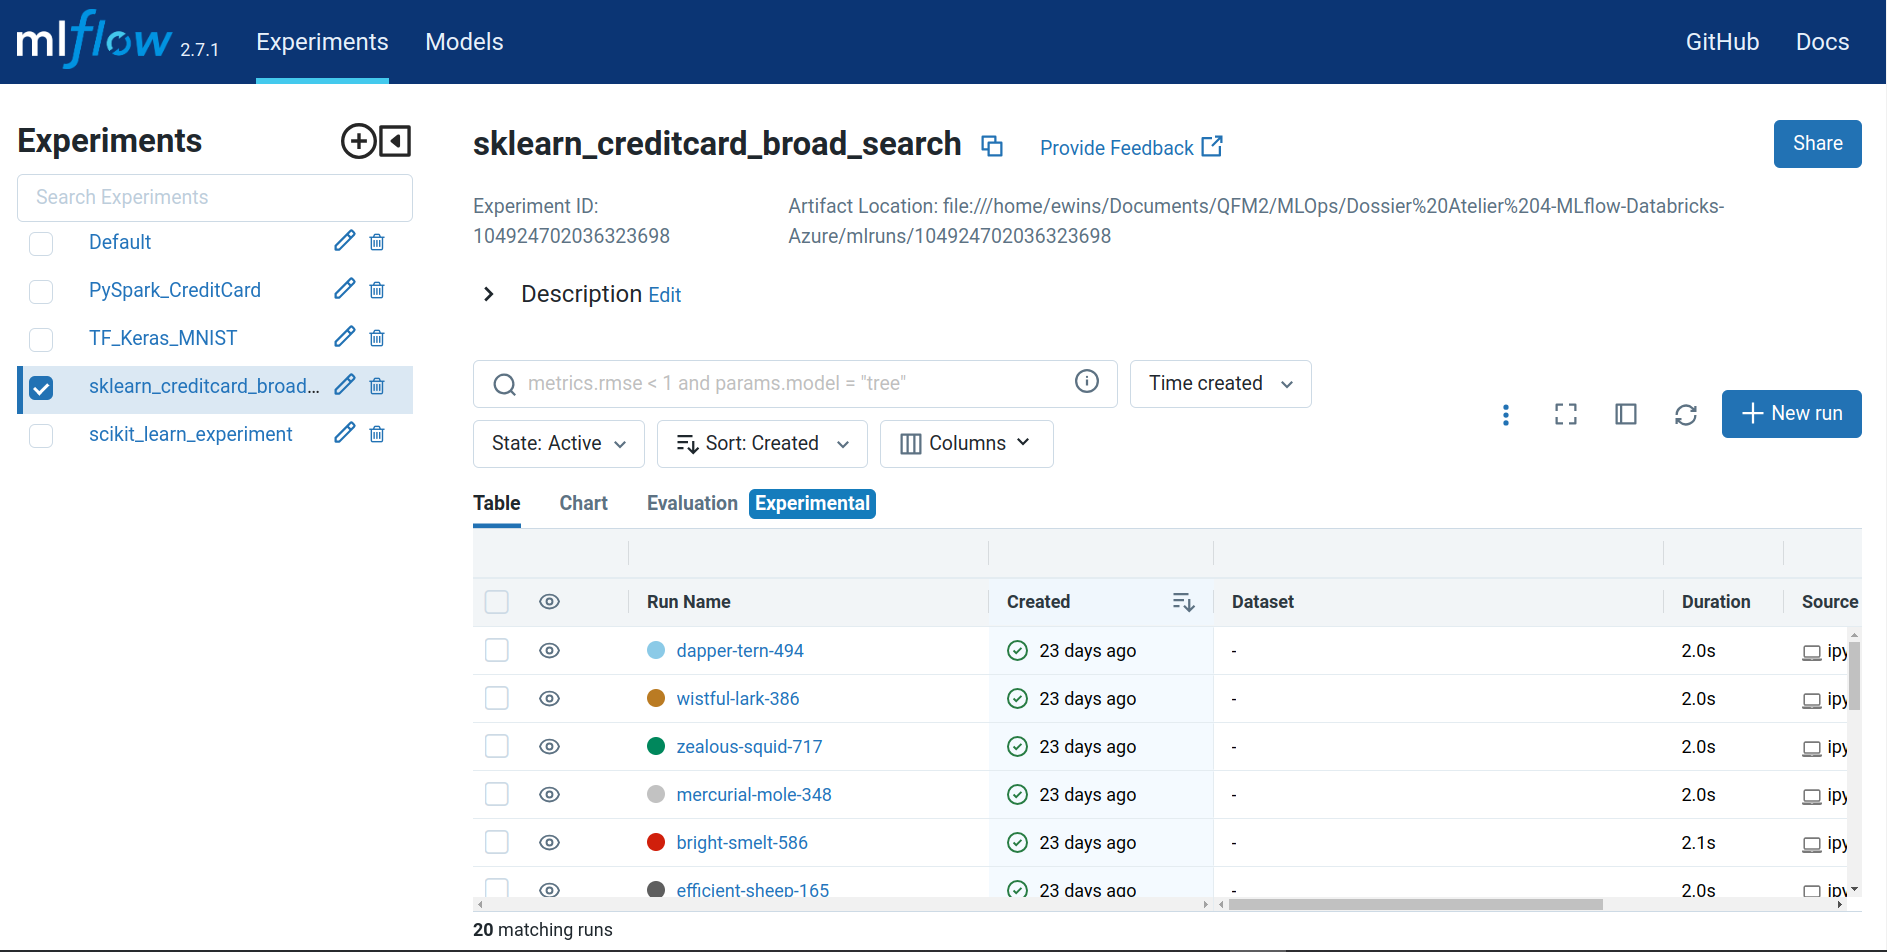 mlflow 2.7.1 Experiments Models GitHub Docs
Experiments
Search Experiments
Default
PySpark_CreditCard
TF_Keras_MNIST
sklearn_creditcard_broad...
scikit_learn_experiment
sklearn_creditcard_broad_search Provide Feedback Share
Experiment ID:
104924702036323698
Artifact Location: file:///home/ewins/Documents/QFM2/MLOps/Dossier%20Atelier%204-MLflow-Databricks-
Azure/mlruns/104924702036323698
Description Edit
metrics.rmse < 1 and params.model = "tree" Time created
State: Active Sort: Created Columns
New run
Table Chart Evaluation Experimental
Run Name Created Dataset Duration Source
dapper-tern-494 23 days ago - 2.0s ipy
wistful-lark-386 23 days ago - 2.0s ipy
zealous-squid-717 23 days ago - 2.0s ipy
mercurial-mole-348 23 days ago - 2.0s ipy
bright-smelt-586 23 days ago - 2.1s ipy
efficient-sheep-165 23 days ago - 2.0s ipy
20 matching runs